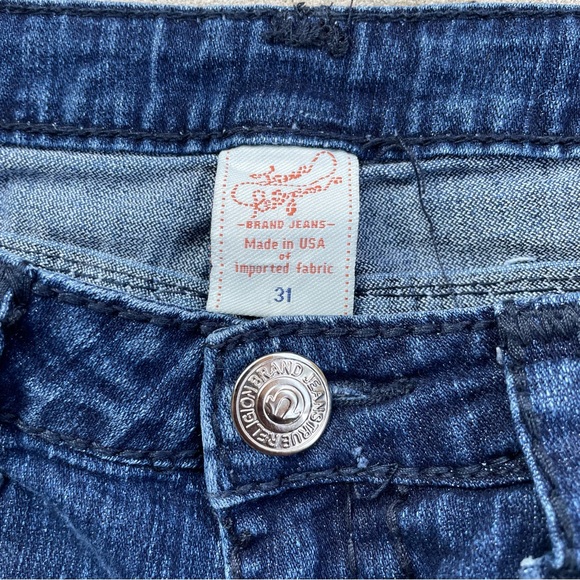 -BRAND JEANS-
Made in USA
of
imported fabric
31
TRUE RELIGION BRAND JEANS